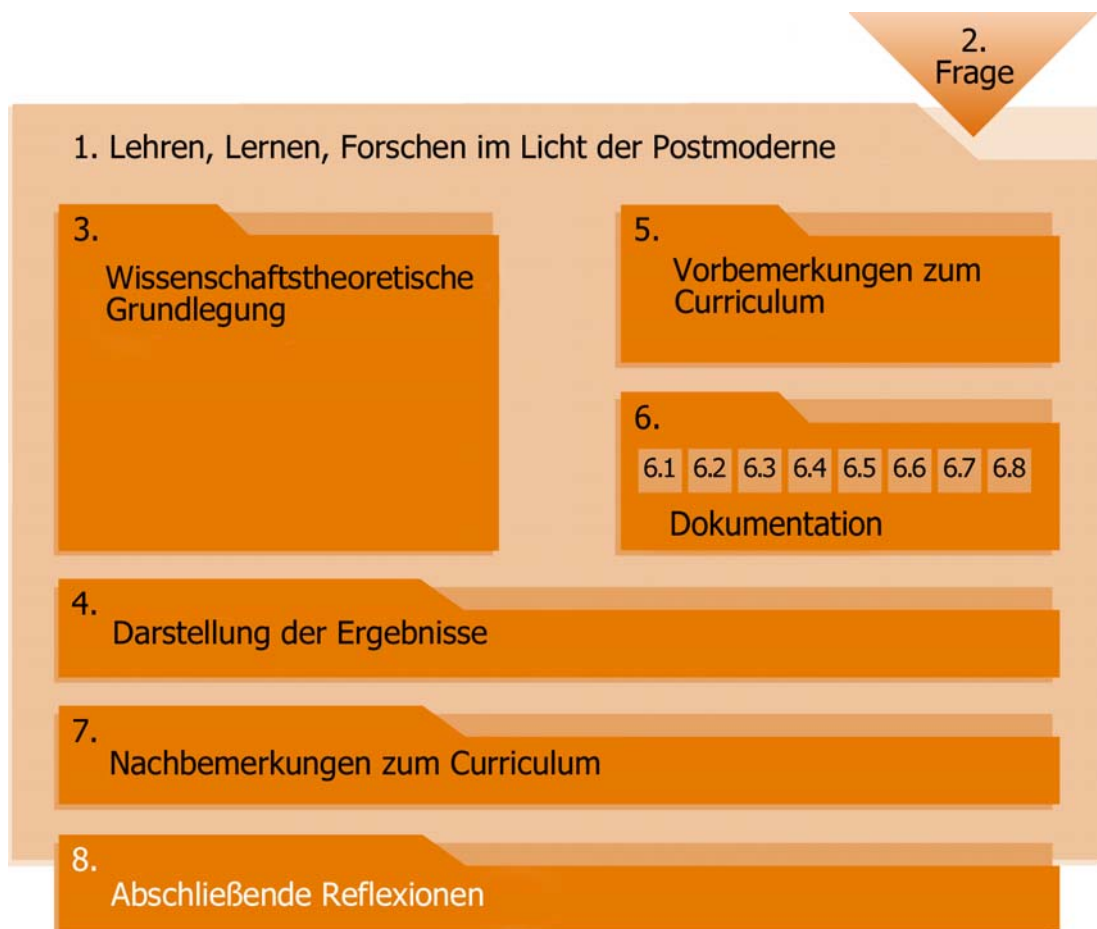 2.
Frage
1. Lehren, Lernen, Forschen im Licht der Postmoderne
3.
Wissenschaftstheoretische
Grundlegung
5.
Vorbemerkungen zum
Curriculum
6.
6.1 6.2 6.3 6.4 6.5 6.6 6.7 6.8
Dokumentation
4.
Darstellung der Ergebnisse
7.
Nachbemerkungen zum Curriculum
8.
Abschließende Reflexionen